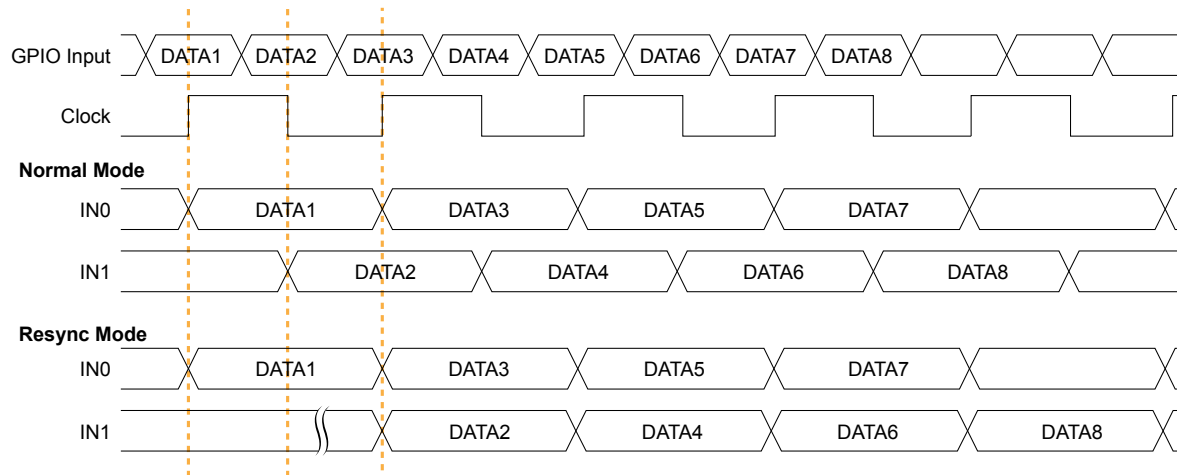 GPIO Input DATA1 DATA2 DATA3 DATA4 DATA5 DATA6 DATA7 DATA8
Clock
Normal Mode
IN0 DATA1 DATA3 DATA5 DATA7
IN1 DATA2 DATA4 DATA6 DATA8
Resync Mode
IN0 DATA1 DATA3 DATA5 DATA7
IN1 DATA2 DATA4 DATA6 DATA8